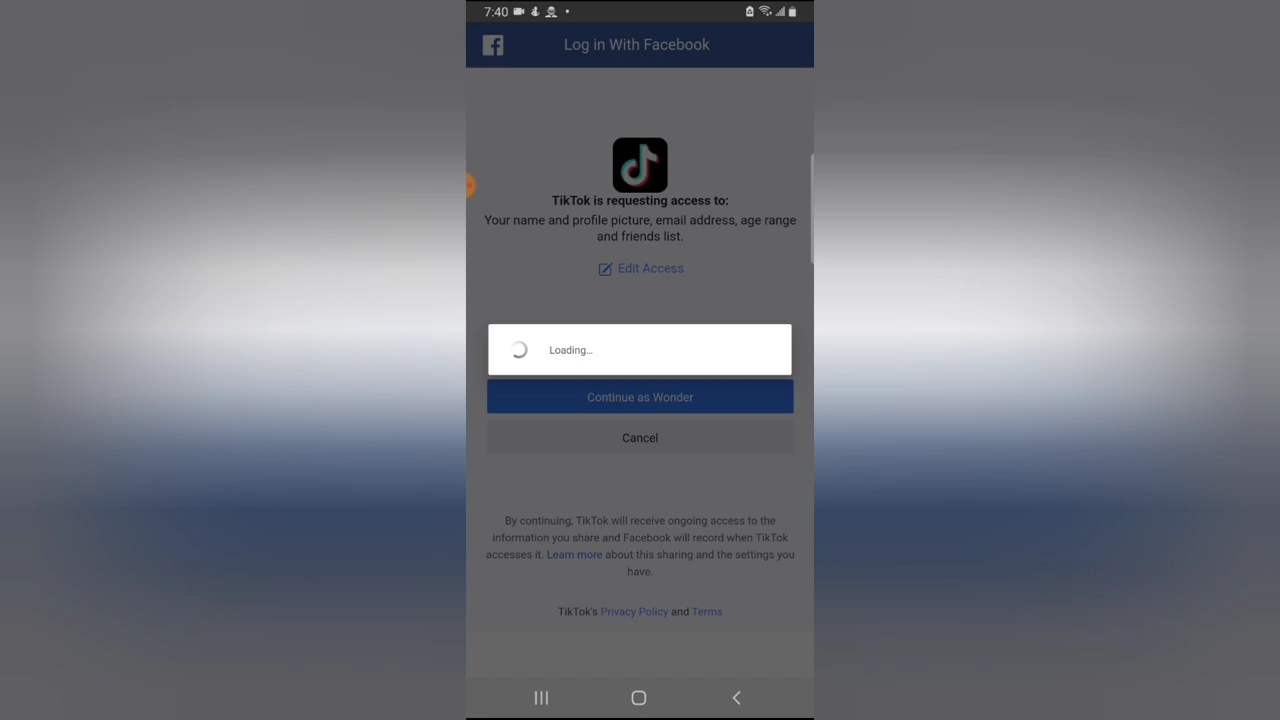 7:40
Log in With Facebook
TikTok is requesting access to:
Your name and profile picture, email address, age range
and friends list.
Edit Access
Loading...
Continue as Wonder
Cancel
By continuing, TikTok will receive ongoing access to the
information you share and Facebook will record when TikTok
accesses it. Learn more about this sharing and the settings you
have.
TikTok's Privacy Policy and Terms